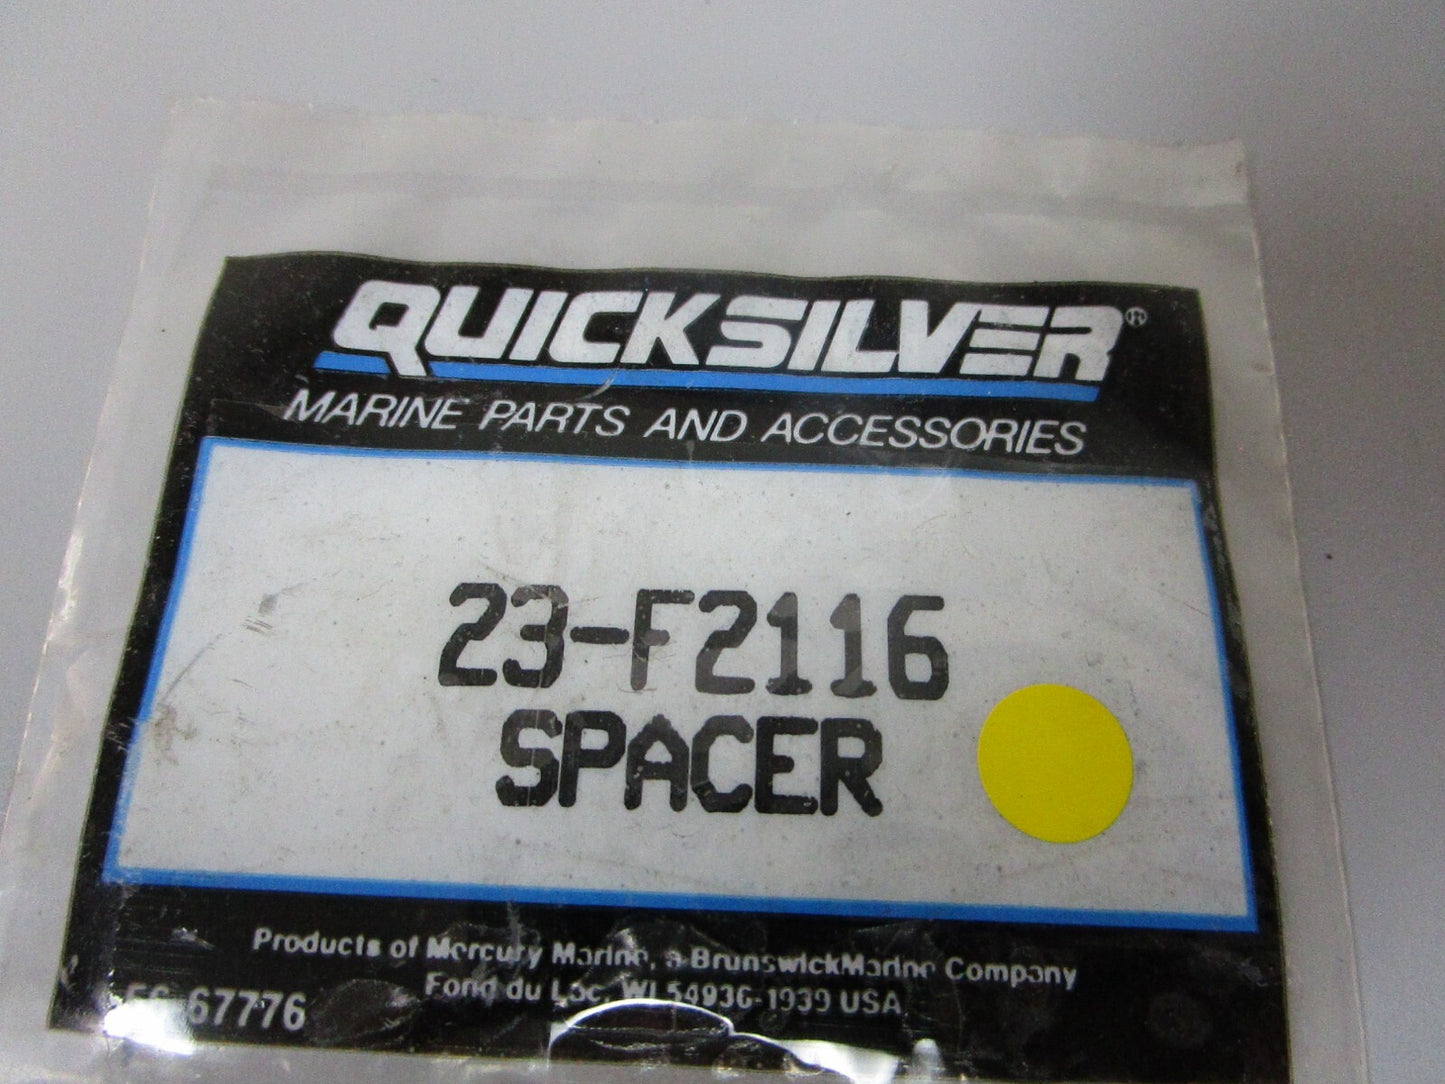 QUICKSILVER®
MARINE PARTS AND ACCESSORIES
23-F2116
SPACER
Products of Mercury Marine, a Brunswick Marine Company
Fond du Lac, WI 54936-1939 USA
67776